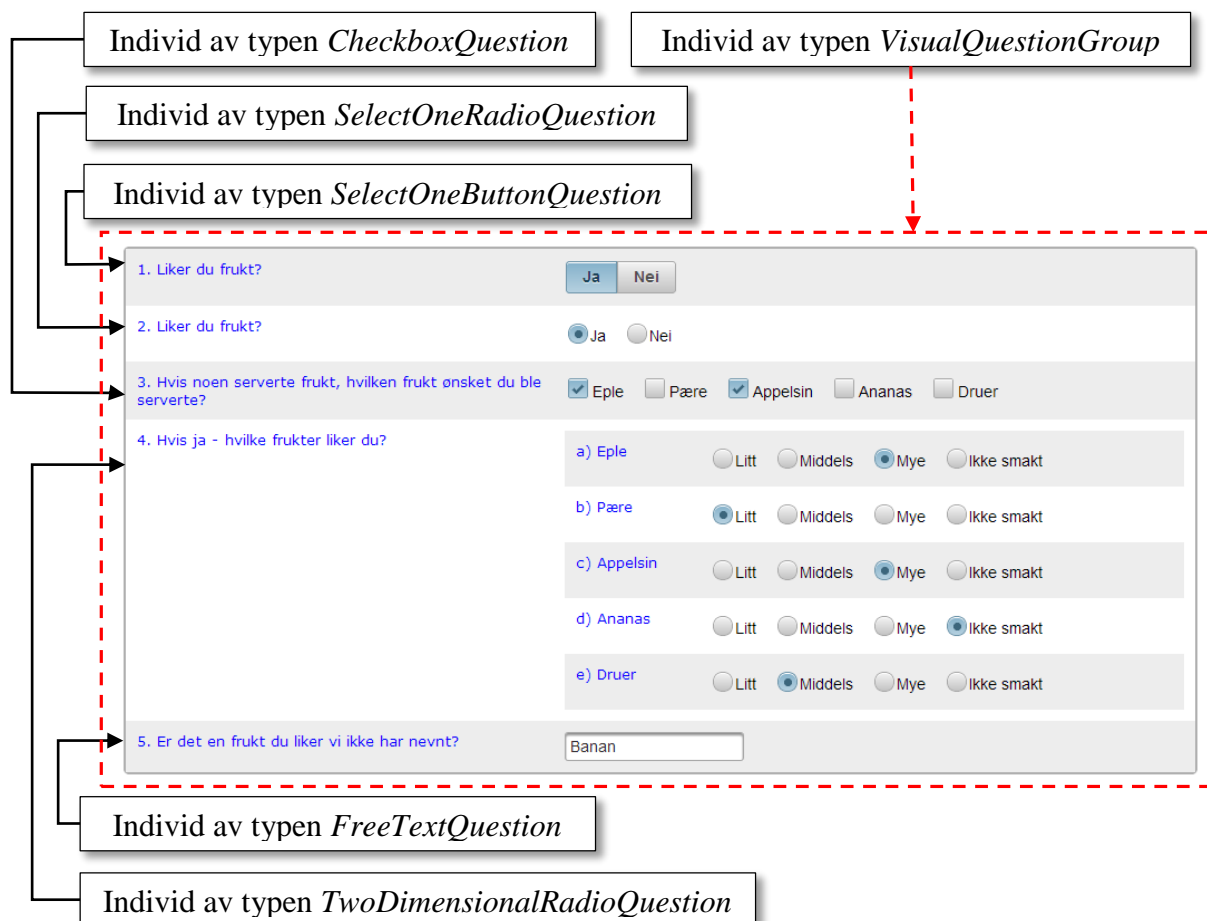 Individ av typen CheckboxQuestion
Individ av typen VisualQuestionGroup
Individ av typen SelectOneRadioQuestion
Individ av typen SelectOneButtonQuestion
1. Liker du frukt?
Ja Nei
2. Liker du frukt?
Ja Nei
3. Hvis noen serverte frukt, hvilken frukt ønsket du ble
serverte?
Eple Pære Appelsin Ananas Druer
4. Hvis ja - hvilke frukter liker du?
a) Eple Litt Middels Mye Ikke smakt
b) Pære Litt Middels Mye Ikke smakt
c) Appelsin Litt Middels Mye Ikke smakt
d) Ananas Litt Middels Mye Ikke smakt
e) Druer Litt Middels Mye Ikke smakt
5. Er det en frukt du liker vi ikke har nevnt?
Banan
Individ av typen FreeTextQuestion
Individ av typen TwoDimensionalRadioQuestion